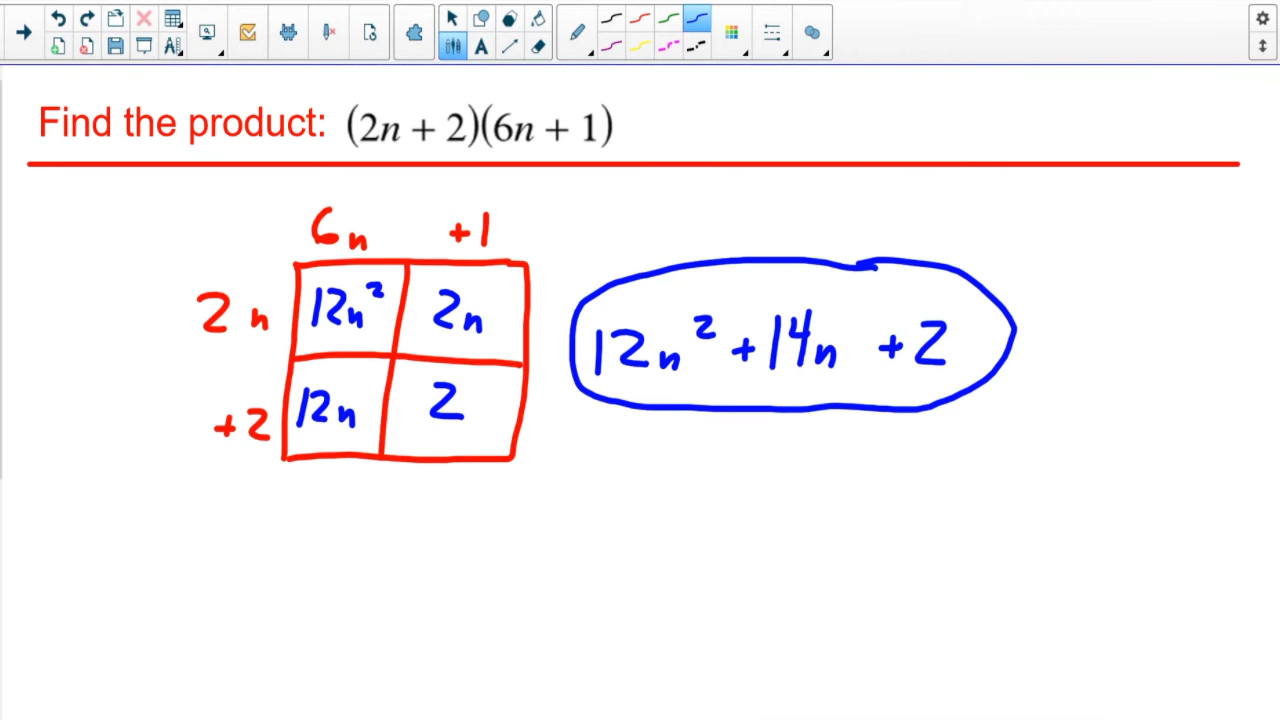 Find the product: (2n + 2)(6n + 1)
6n +1
2n 12n² 2n
+2 12n 2
12n² + 14n + 2